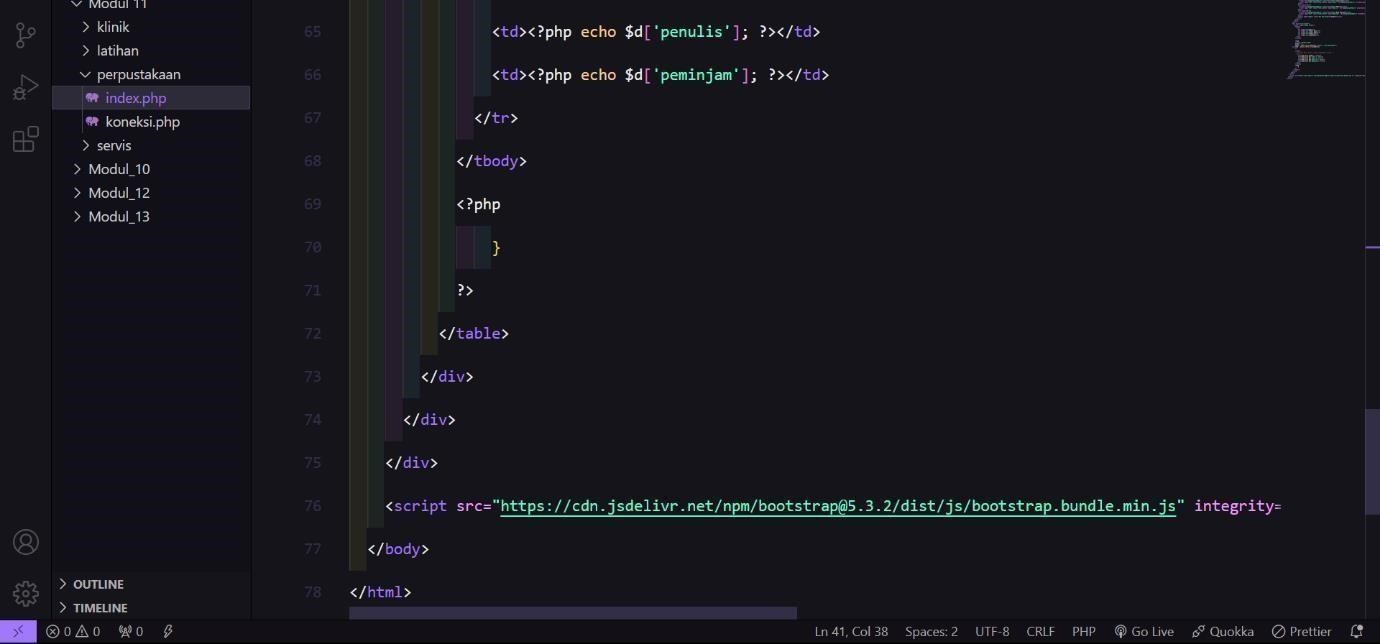 Modul 11
klinik
latihan
perpustakaan
index.php
koneksi.php
servis
Modul_10
Modul_12
Modul_13
OUTLINE
TIMELINE
65 <td><?php echo $d['penulis']; ?></td>
66 <td><?php echo $d['peminjam']; ?></td>
67 </tr>
68 </tbody>
69 <?php
70 }
71 ?>
72 </table>
73 </div>
74 </div>
75 </div>
76 <script src="https://cdn.jsdelivr.net/npm/bootstrap@5.3.2/dist/js/bootstrap.bundle.min.js" integrity=
77 </body>
78 </html>
0 0 0 Ln 41, Col 38 Spaces: 2 UTF-8 CRLF PHP Go Live Quokka Prettier